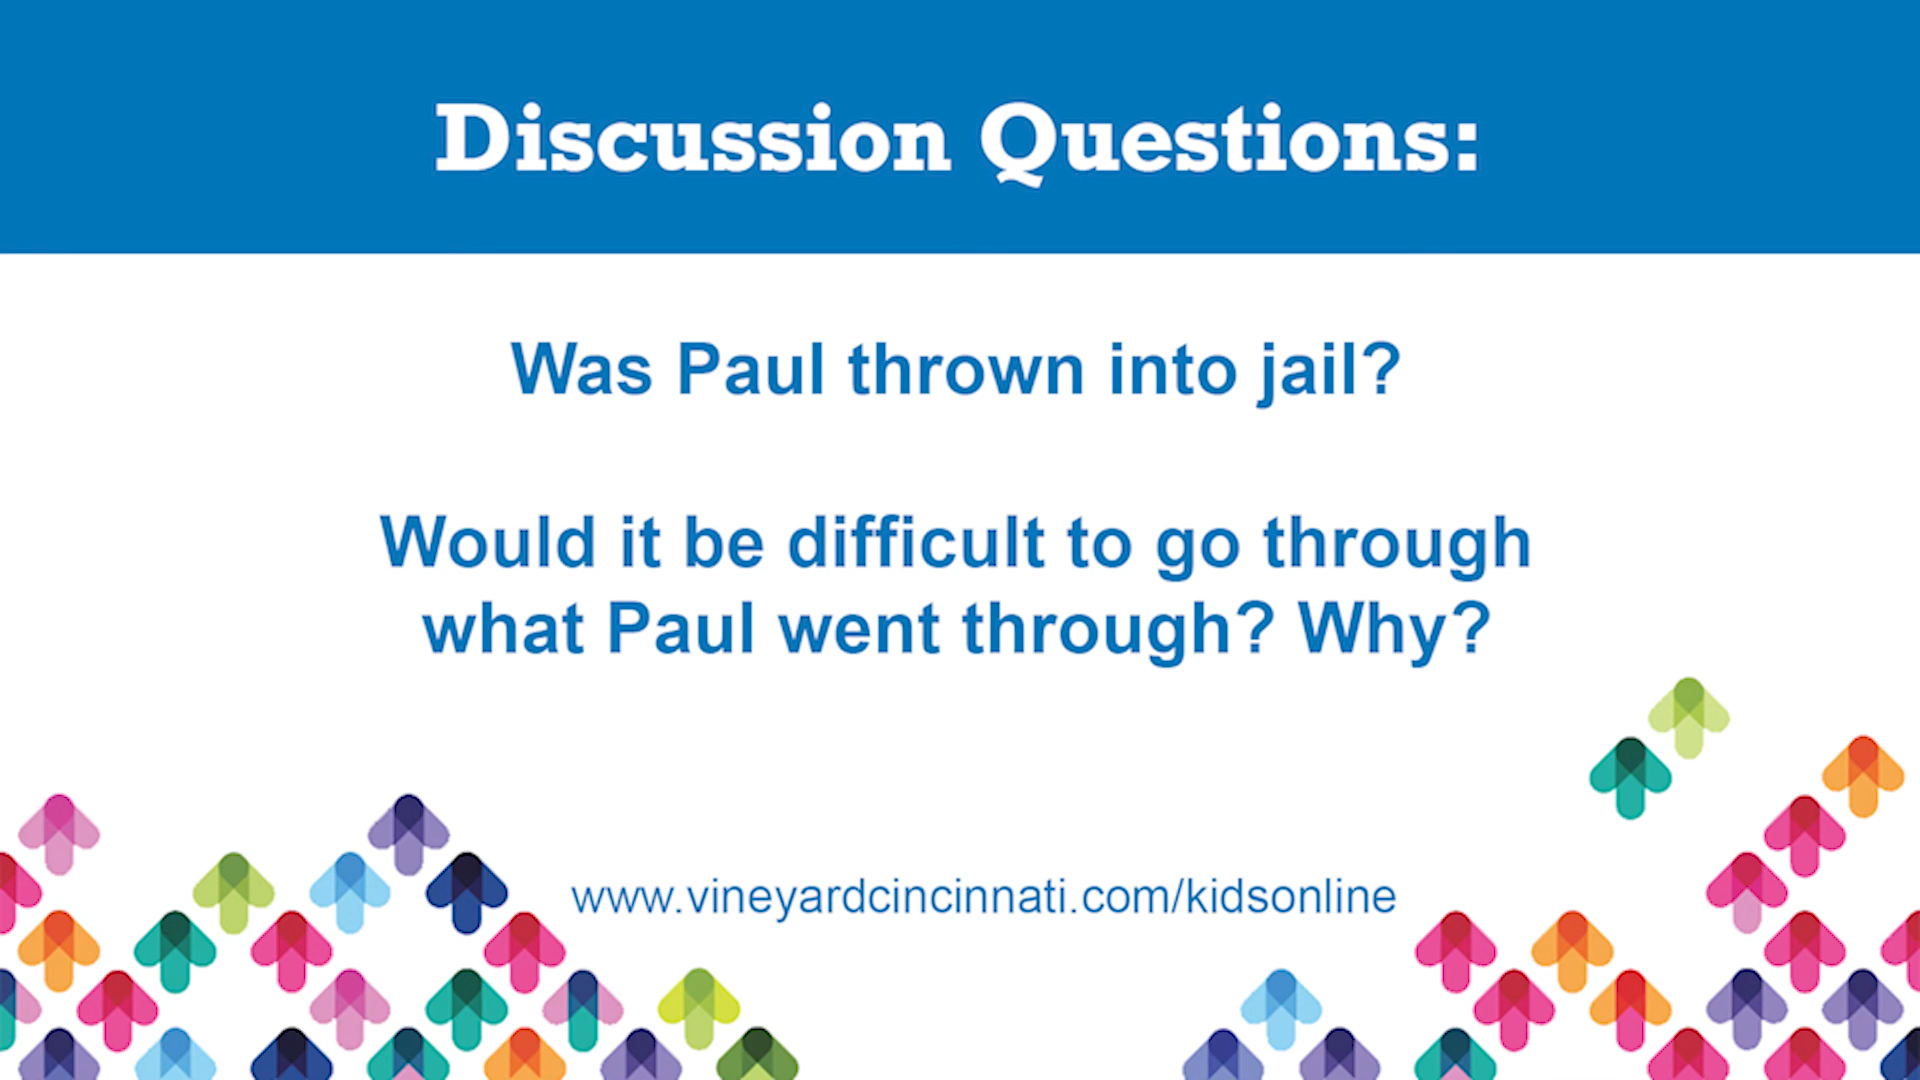 Discussion Questions:
Was Paul thrown into jail?
Would it be difficult to go through
what Paul went through? Why?
www.vineyardcincinnati.com/kidsonline